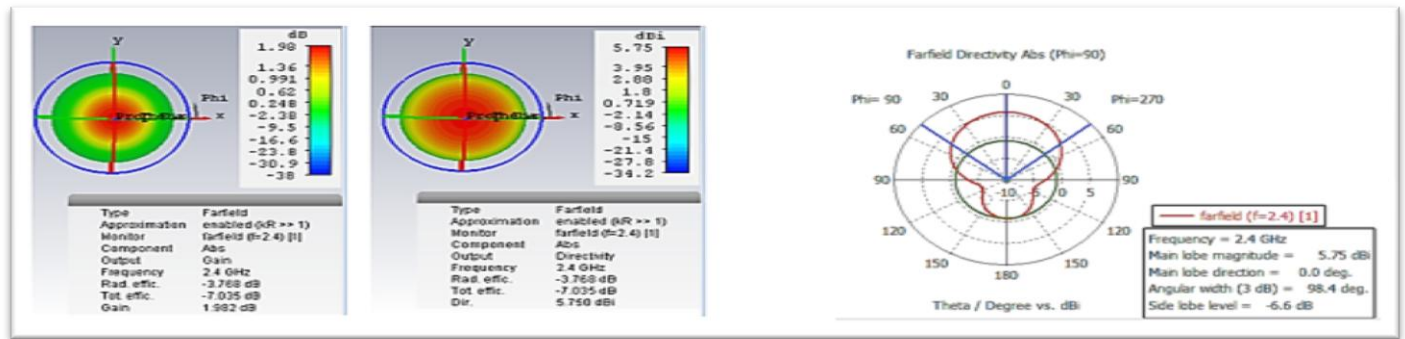 dB
1.98
1.36
0.991
0.62
0.248
-2.38
-9.5
-16.6
-23.8
-30.9
-38
y
Phi
x
Type Farfield
Approximation enabled (kR >> 1)
Monitor farfield (f=2.4) [1]
Component Abs
Output Gain
Frequency 2.4 GHz
Rad. effic. -3.768 dB
Tot. effic. -7.035 dB
Gain 1.982 dB
dBi
5.75
3.95
2.88
1.8
0.719
-2.14
-8.56
-15
-21.4
-27.8
-34.2
y
Phi
x
Type Farfield
Approximation enabled (kR >> 1)
Monitor farfield (f=2.4) [1]
Component Abs
Output Directivity
Frequency 2.4 GHz
Rad. effic. -3.768 dB
Tot. effic. -7.035 dB
Dir. 5.750 dBi
Farfield Directivity Abs (Phi=90)
0
Phi= 90 30 30 Phi=270
60 60
90 -10 0 5 90
120 120
150 150
180
Theta / Degree vs. dBi
farfield (f=2.4) [1]
Frequency = 2.4 GHz
Main lobe magnitude = 5.75 dBi
Main lobe direction = 0.0 deg.
Angular width (3 dB) = 98.4 deg.
Side lobe level = -6.6 dB